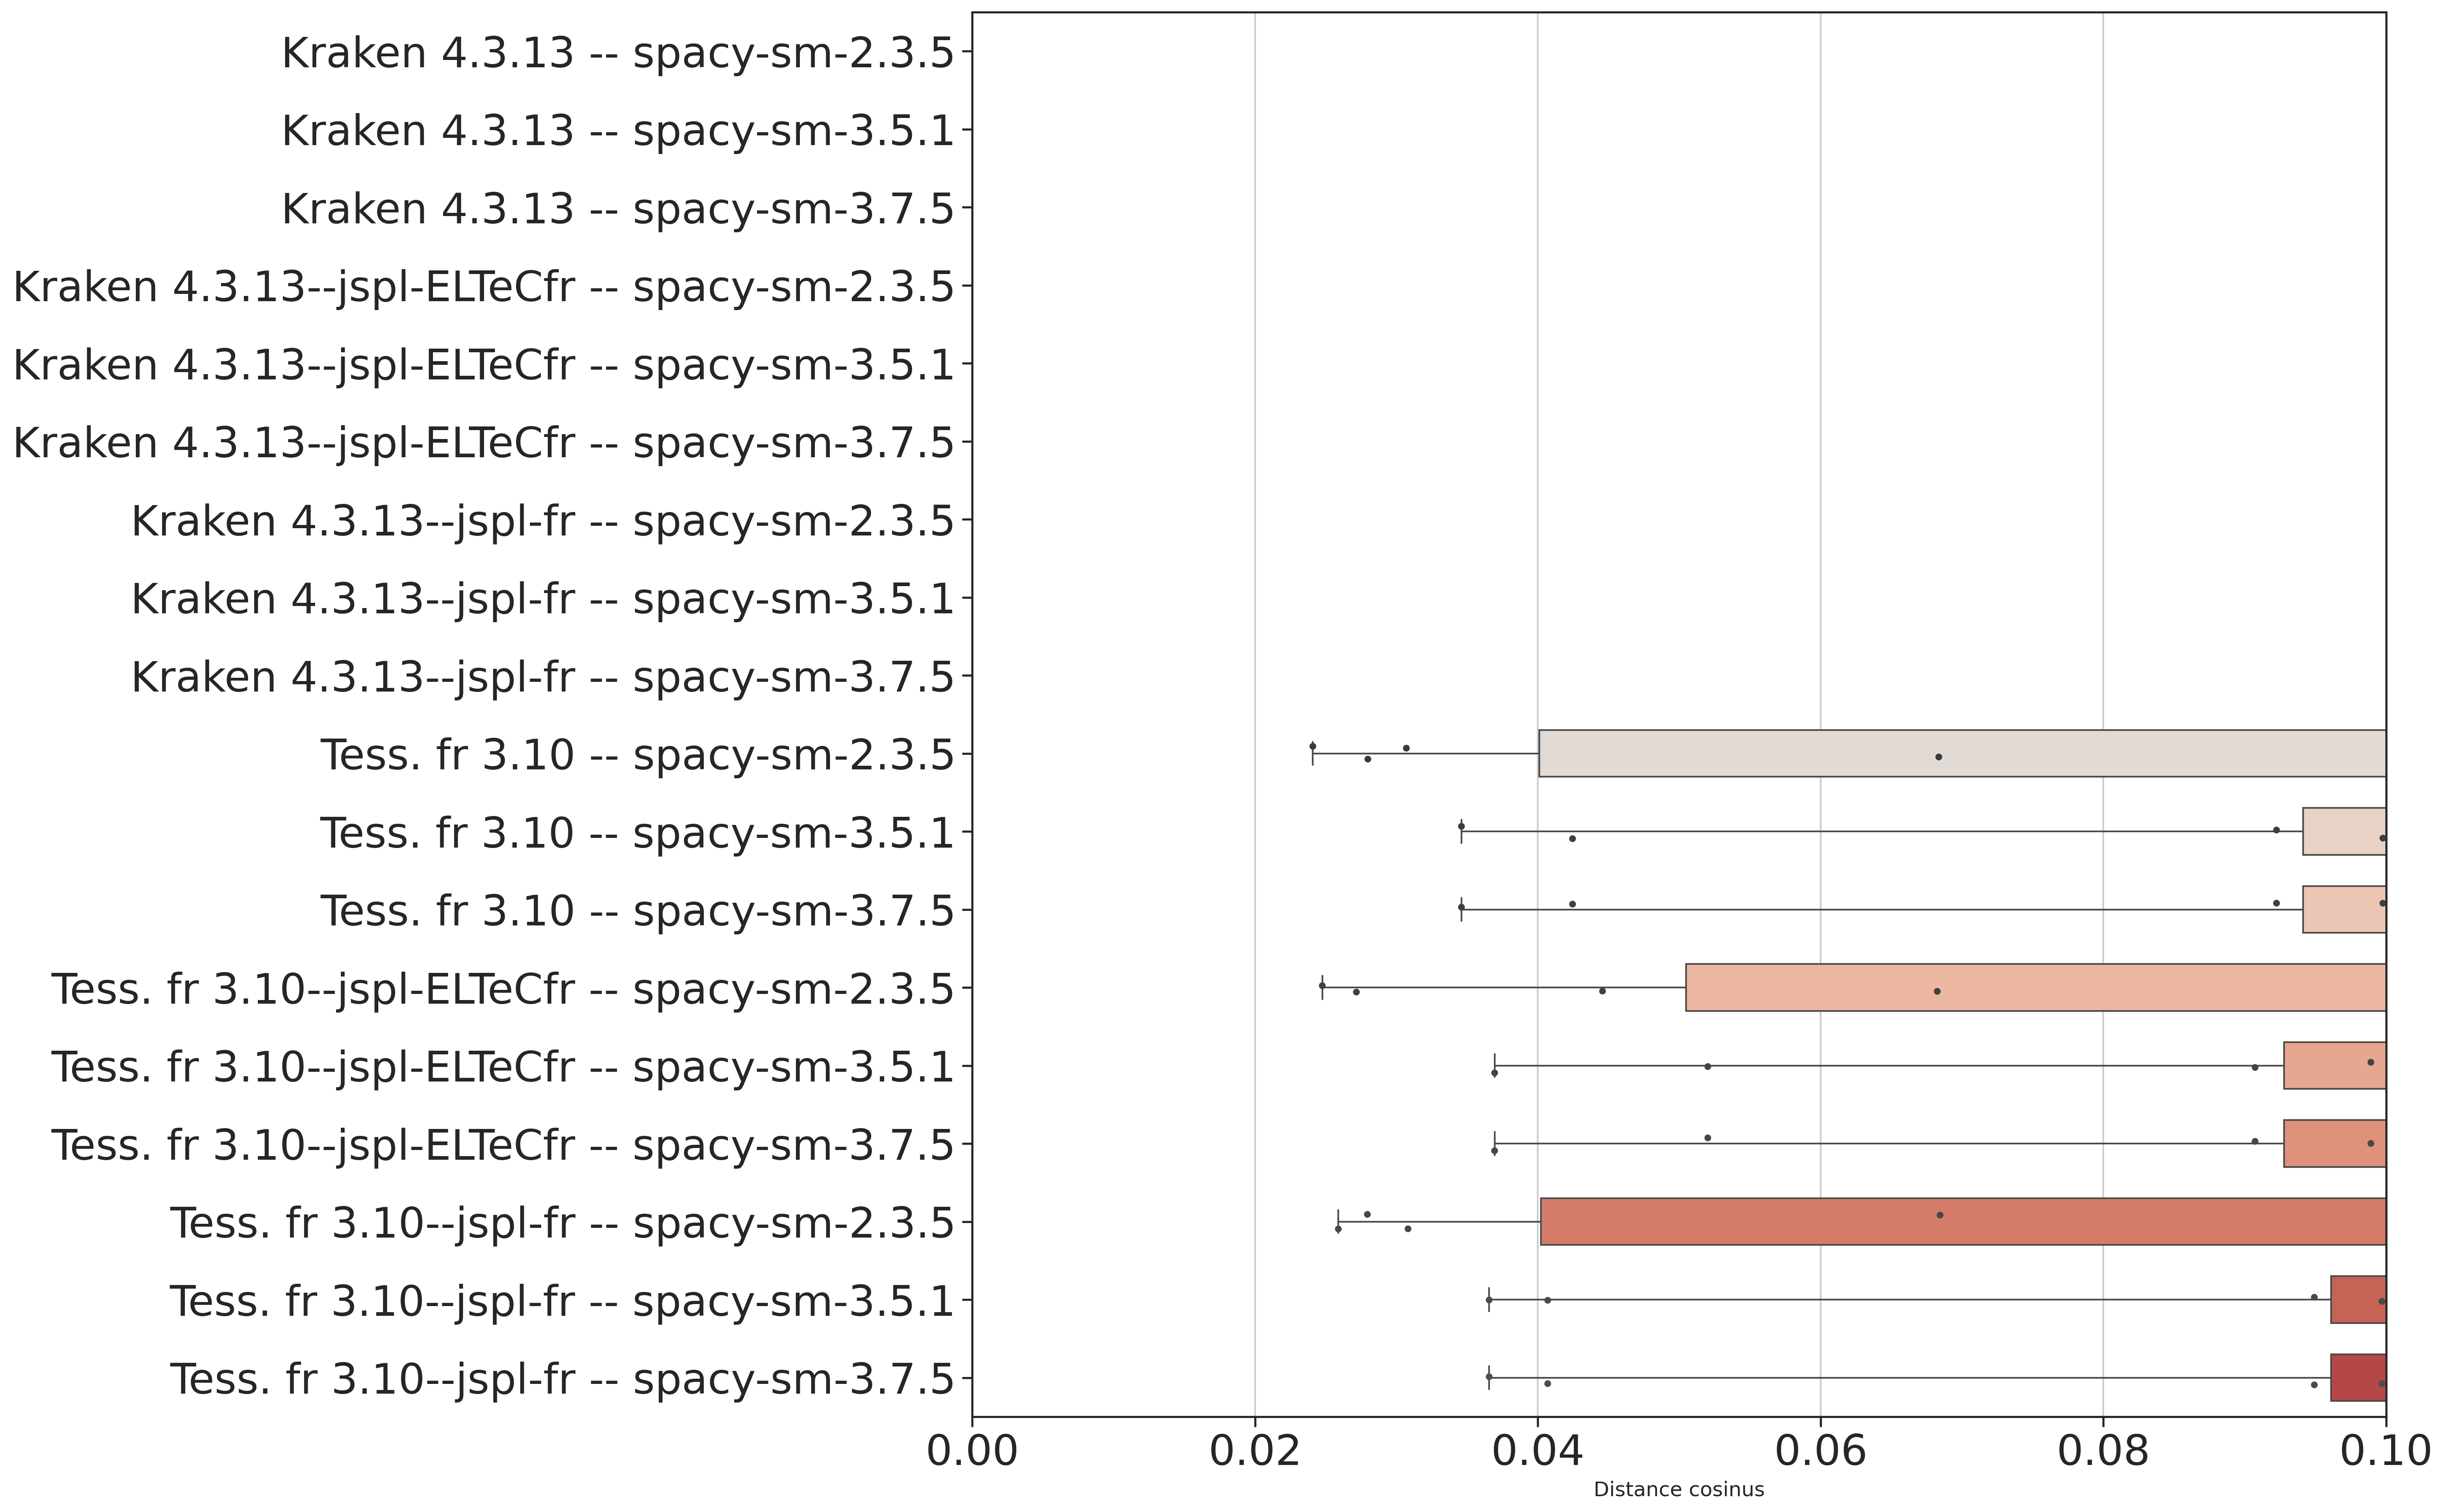 Kraken 4.3.13 -- spacy-sm-2.3.5
Kraken 4.3.13 -- spacy-sm-3.5.1
Kraken 4.3.13 -- spacy-sm-3.7.5
Kraken 4.3.13--jspl-ELTeCfr -- spacy-sm-2.3.5
Kraken 4.3.13--jspl-ELTeCfr -- spacy-sm-3.5.1
Kraken 4.3.13--jspl-ELTeCfr -- spacy-sm-3.7.5
Kraken 4.3.13--jspl-fr -- spacy-sm-2.3.5
Kraken 4.3.13--jspl-fr -- spacy-sm-3.5.1
Kraken 4.3.13--jspl-fr -- spacy-sm-3.7.5
Tess. fr 3.10 -- spacy-sm-2.3.5
Tess. fr 3.10 -- spacy-sm-3.5.1
Tess. fr 3.10 -- spacy-sm-3.7.5
Tess. fr 3.10--jspl-ELTeCfr -- spacy-sm-2.3.5
Tess. fr 3.10--jspl-ELTeCfr -- spacy-sm-3.5.1
Tess. fr 3.10--jspl-ELTeCfr -- spacy-sm-3.7.5
Tess. fr 3.10--jspl-fr -- spacy-sm-2.3.5
Tess. fr 3.10--jspl-fr -- spacy-sm-3.5.1
Tess. fr 3.10--jspl-fr -- spacy-sm-3.7.5
0.00 0.02 0.04 0.06 0.08 0.10
Distance cosinus